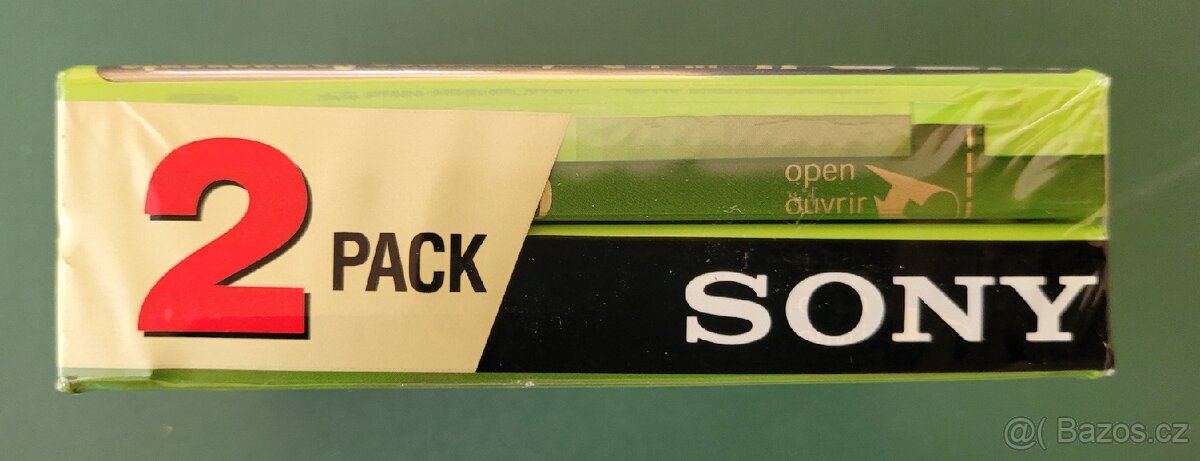 2 PACK
open
ouvrir
SONY
@( Bazos.cz